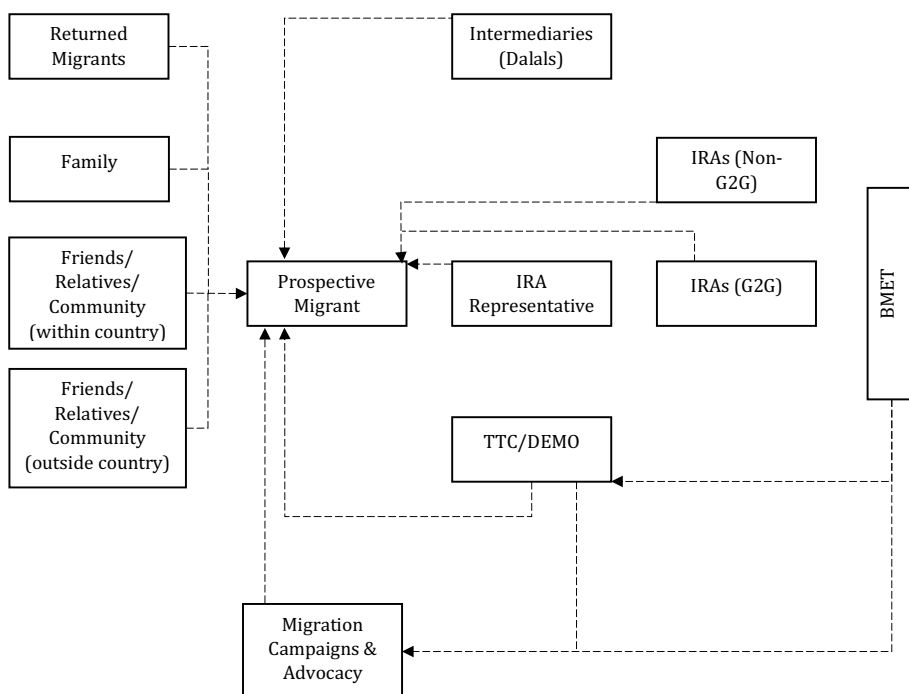 Returned
Migrants
Intermediaries
(Dalals)
Family
IRAs (Non-
G2G)
Friends/
Relatives/
Community
(within country)
Prospective
Migrant
IRA
Representative
IRAs (G2G)
BMET
Friends/
Relatives/
Community
(outside country)
TTC/DEMO
Migration
Campaigns &
Advocacy